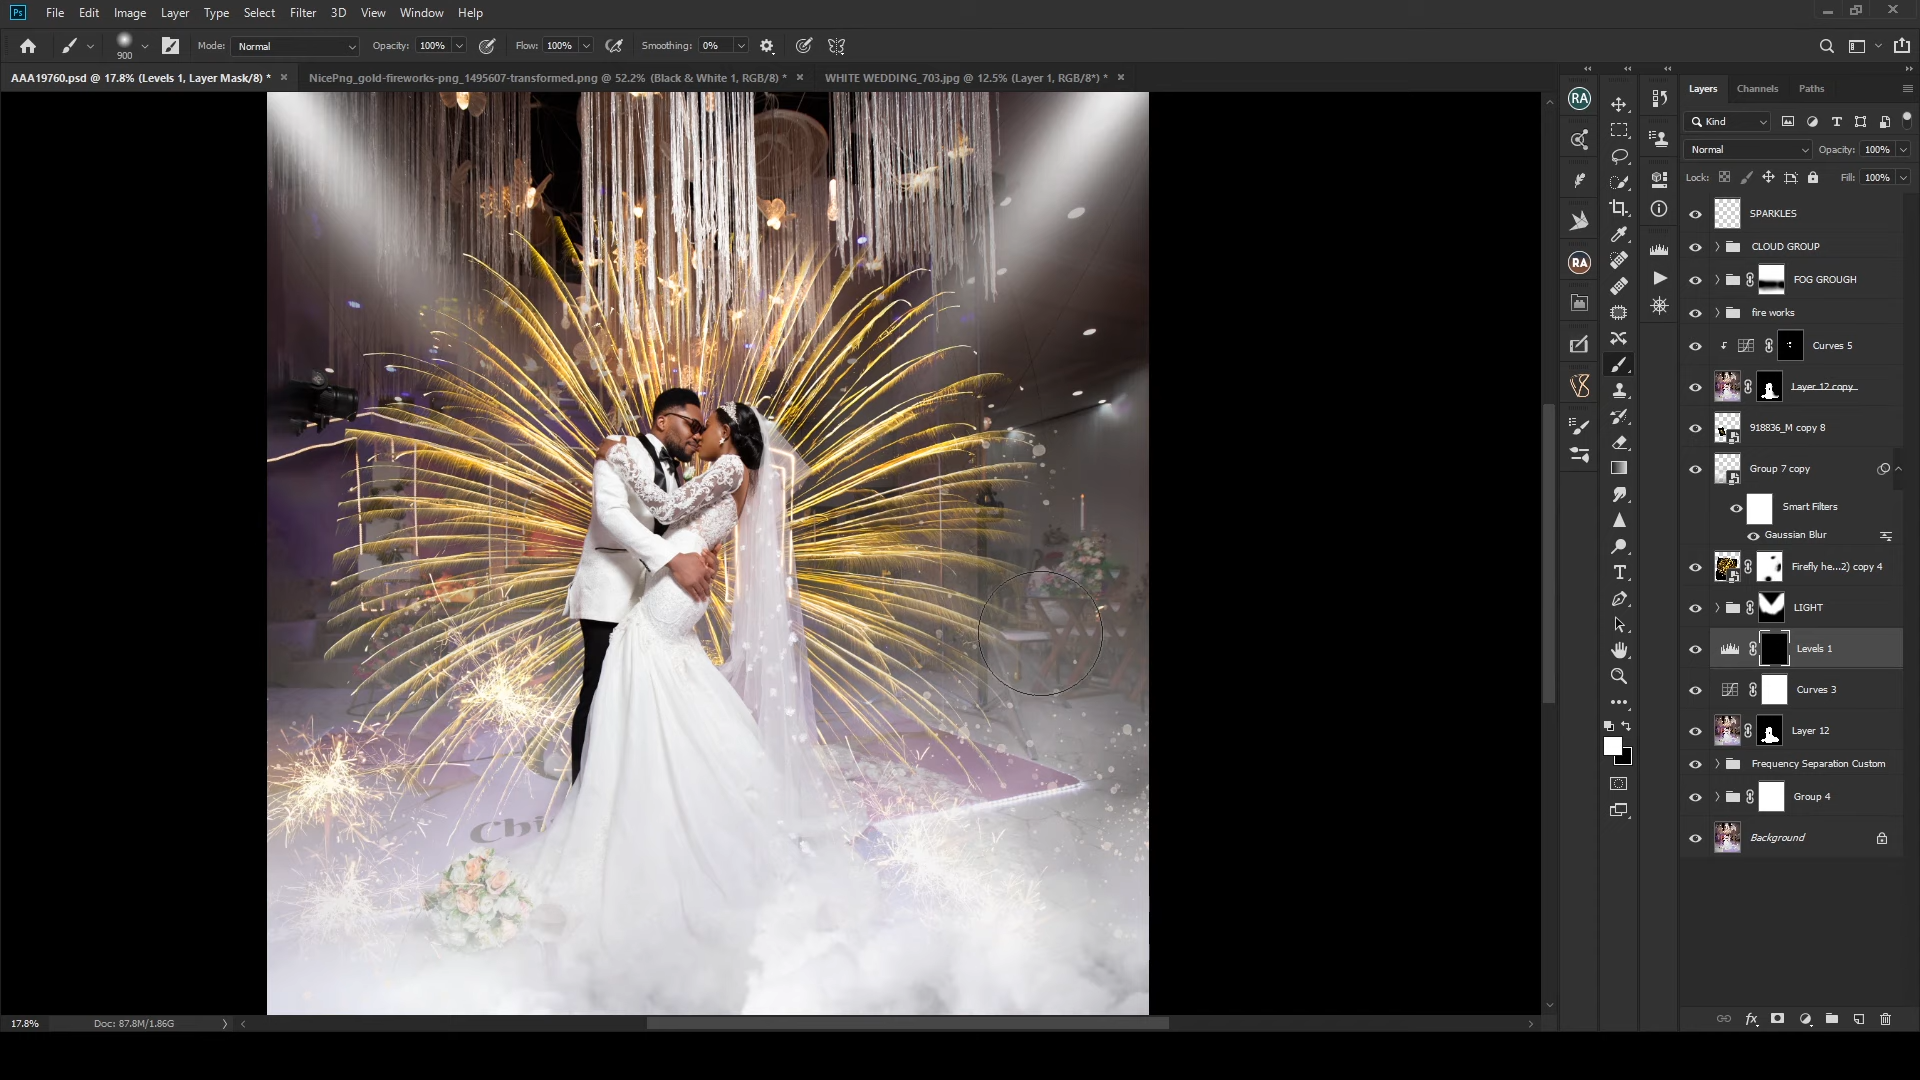 Ps File Edit Image Layer Type Select Filter 3D View Window Help
900 Mode: Normal Opacity: 100% Flow: 100% Smoothing: 0%
AAA19760.psd @ 17.8% (Levels 1, Layer Mask/8) * NicePng_gold-fireworks-png_1495607-transformed.png @ 52.2% (Black & White 1, RGB/8) * WHITE WEDDING_703.jpg @ 12.5% (Layer 1, RGB/8*) *
Layers Channels Paths
RA
Kind
Normal Opacity: 100%
Lock: Fill: 100%
SPARKLES
CLOUD GROUP
RA
FOG GROUGH
fire works
Curves 5
Layer 12 copy
918836_M copy 8
Group 7 copy
Smart Filters
Gaussian Blur
Firefly he...2) copy 4
LIGHT
Levels 1
Curves 3
Layer 12
Frequency Separation Custom
Group 4
Chi
Background
17.8% Doc: 87.8M/1.86G
fx